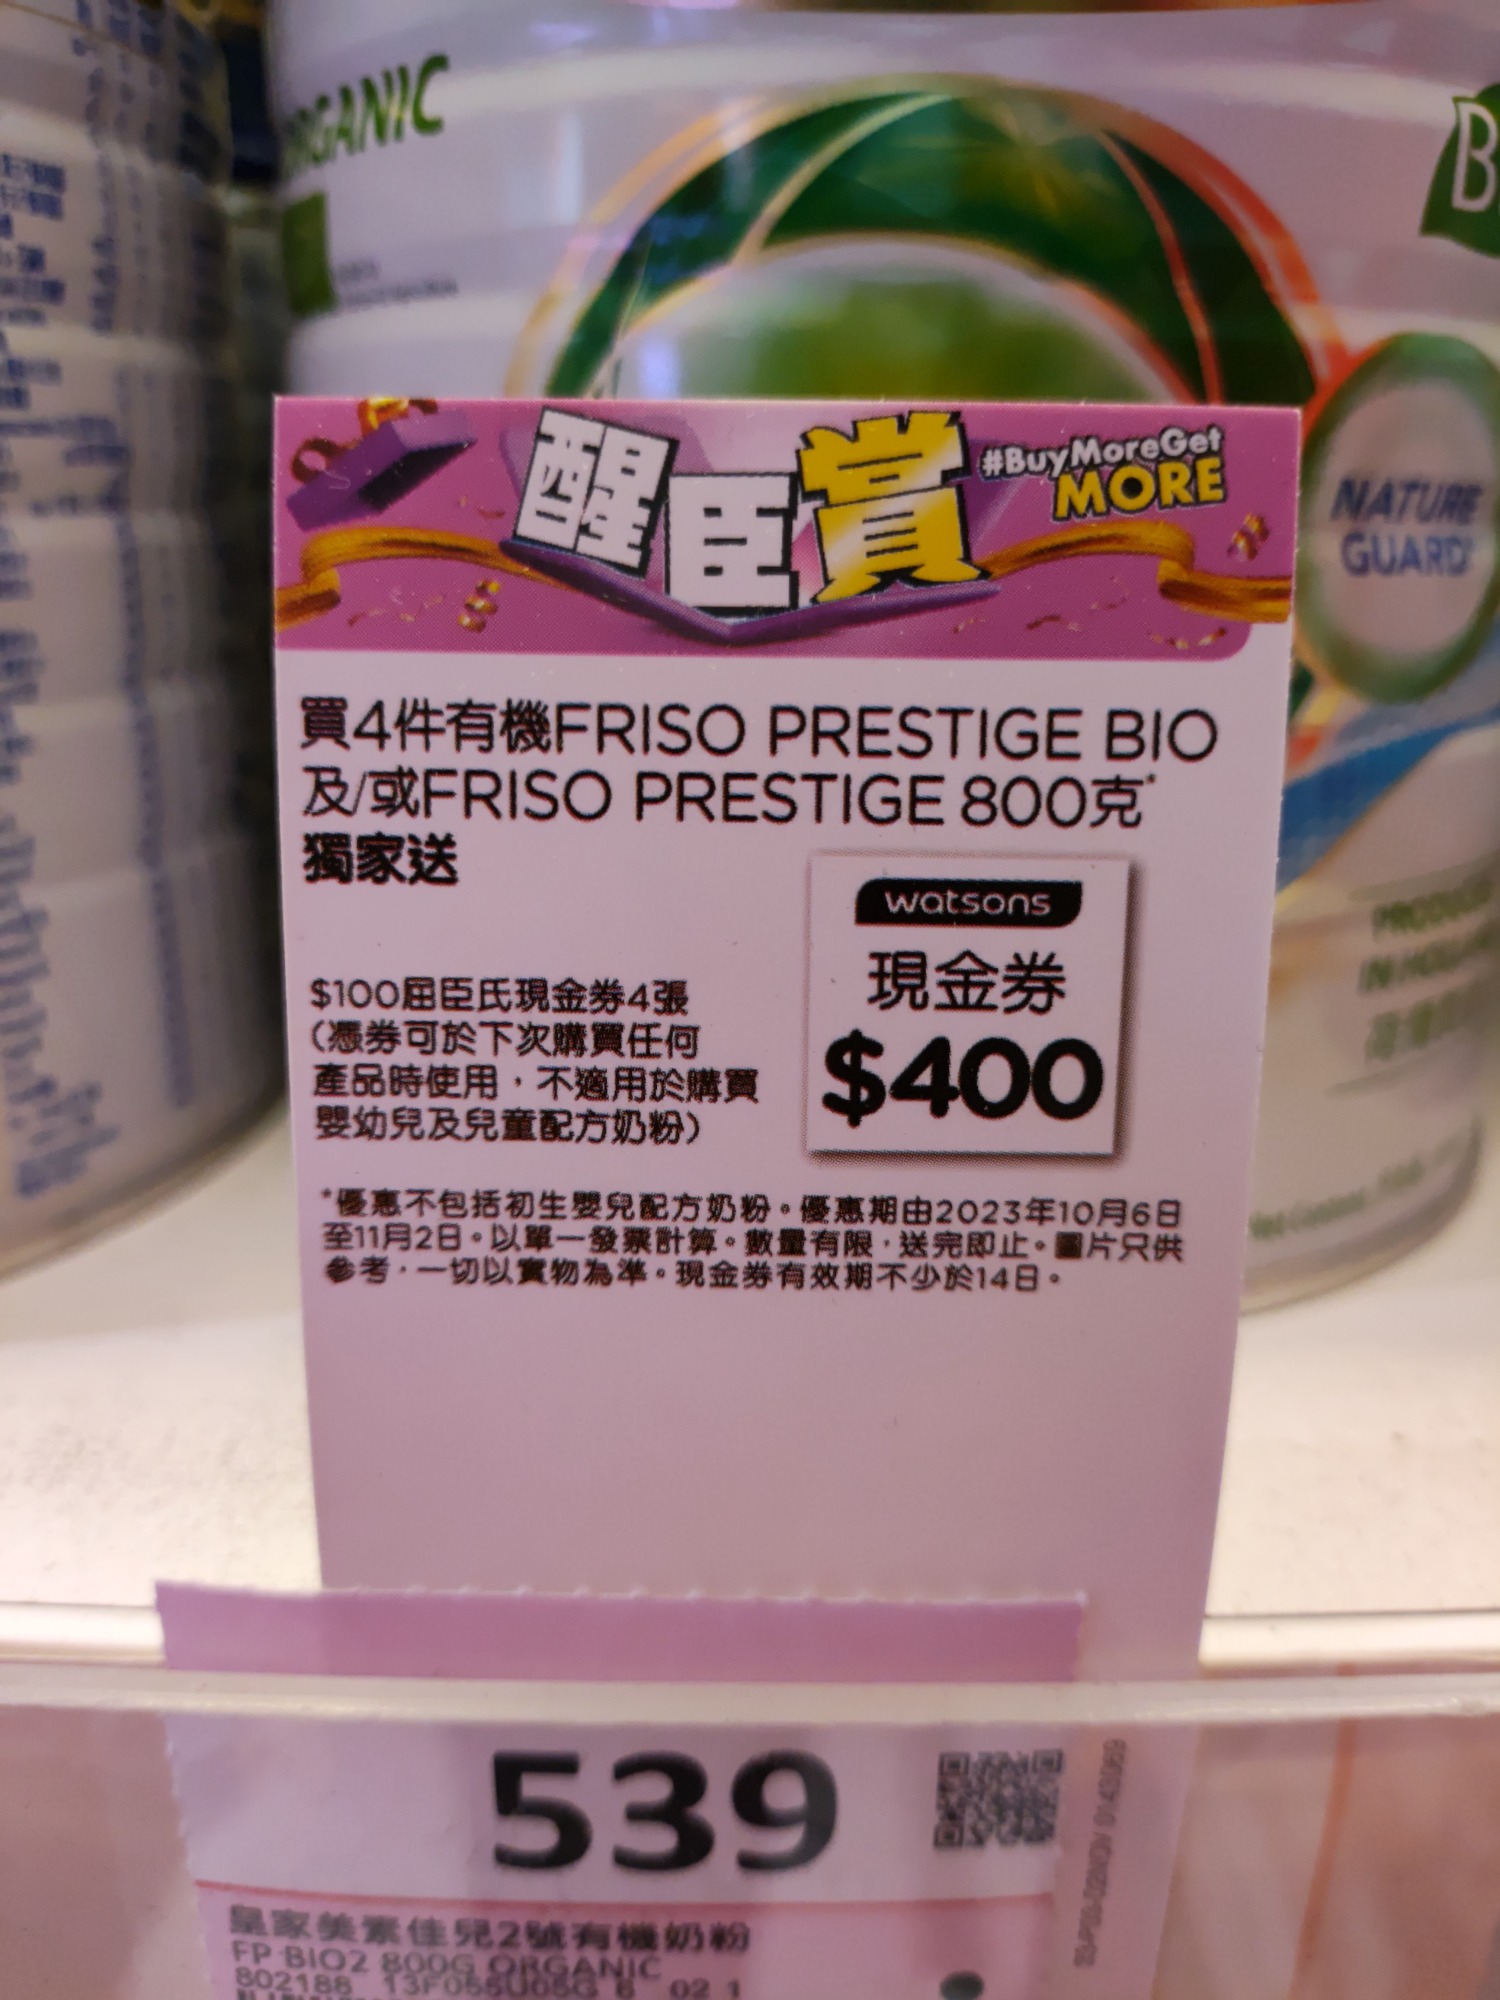 ORGANIC
B
NATURE
GUARD
醒臣賞
#BuyMoreGet
MORE
買4件有機FRISO PRESTIGE BIO
及/或FRISO PRESTIGE 800克*
獨家送
watsons
現金券
$400
$100屈臣氏現金券4張
(憑券可於下次購買任何
產品時使用，不適用於購買
嬰幼兒及兒童配方奶粉)
*優惠不包括初生嬰兒配方奶粉。優惠期由2023年10月6日
至11月2日。以單一發票計算。數量有限，送完即止。圖片只供
參考，一切以實物為準。現金券有效期不少於14日。
539
皇家美素佳兒2號有機奶粉
FP BIO2 800G ORGANIC
802188
02 1